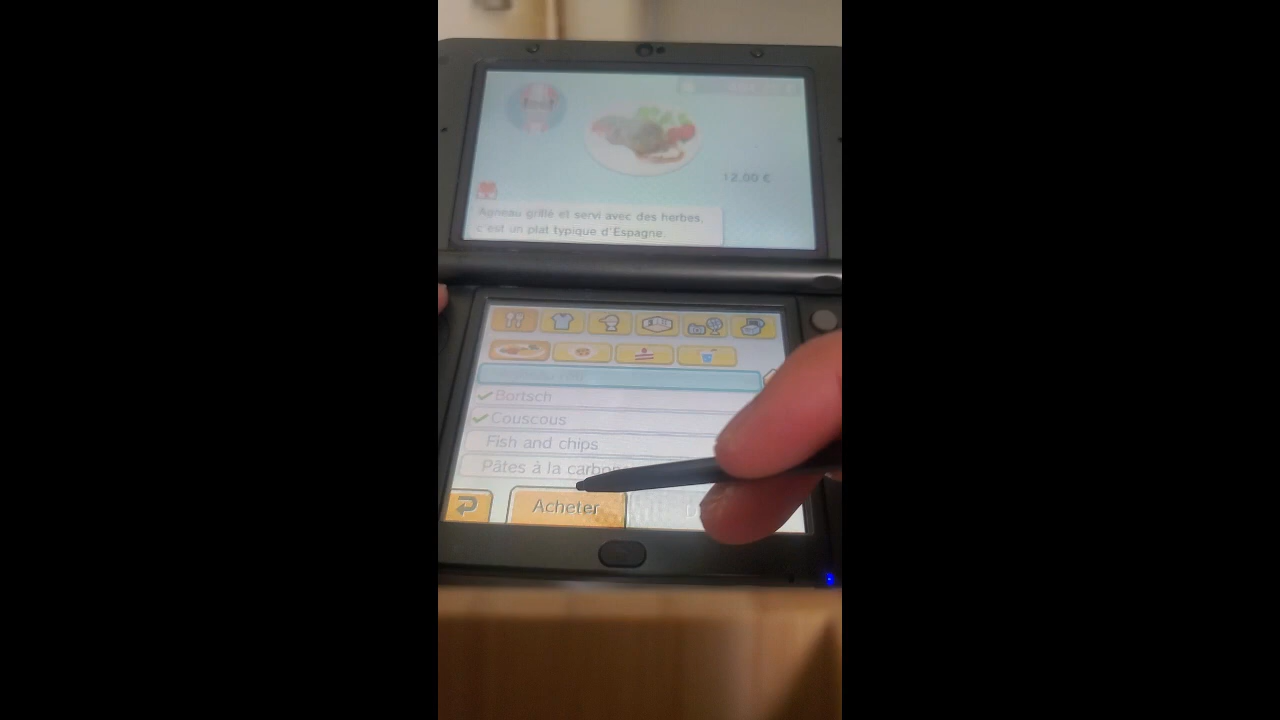 12,00 €
Agneau grillé et servi avec des herbes,
c'est un plat typique d'Espagne.
Bortsch
Couscous
Fish and chips
Pâtes à la
Acheter